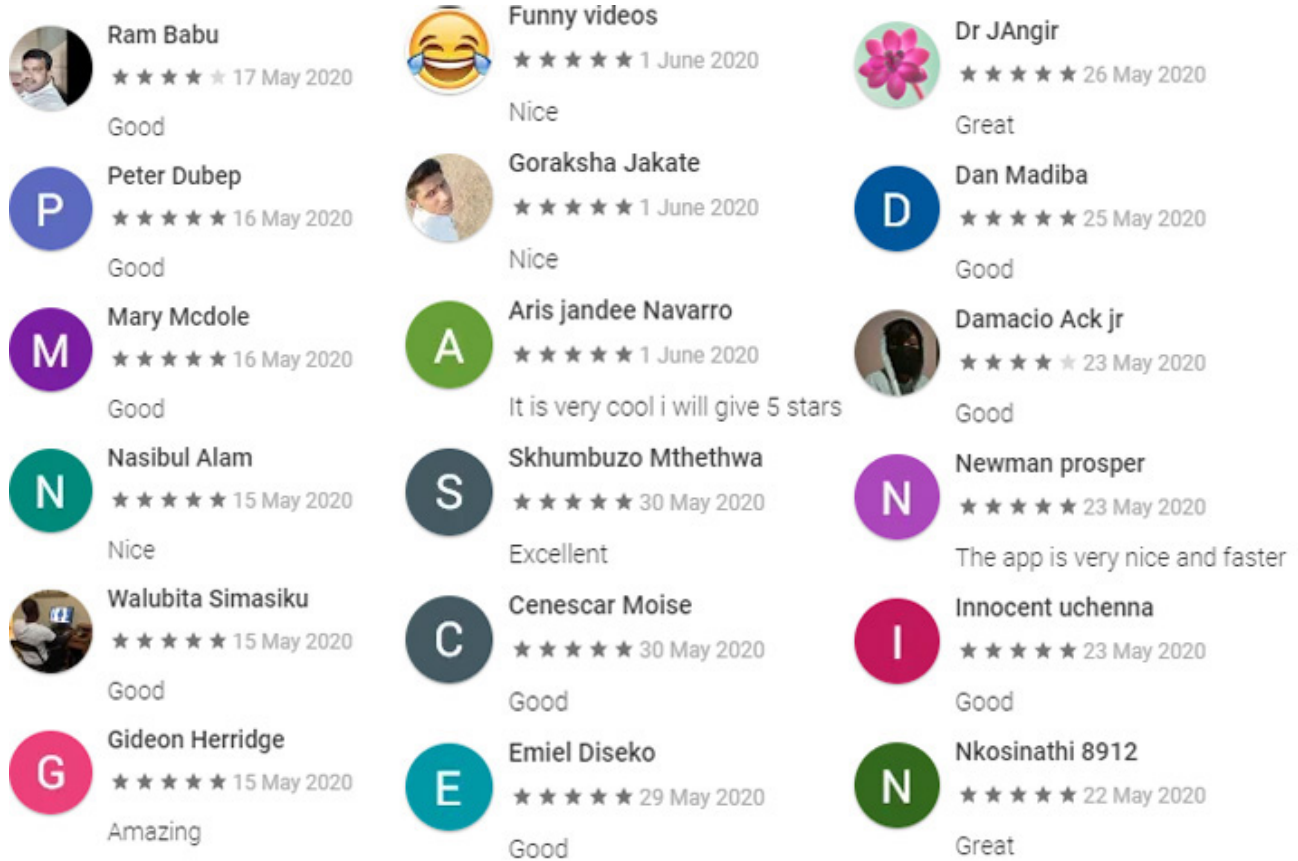 Ram Babu
17 May 2020
Good
Peter Dubep
P
16 May 2020
Good
Mary Mcdole
M
16 May 2020
Good
Nasibul Alam
N
15 May 2020
Nice
Walubita Simasiku
15 May 2020
Good
Gideon Herridge
G
15 May 2020
Amazing
Funny videos
1 June 2020
Nice
Goraksha Jakate
1 June 2020
Nice
Aris jandee Navarro
A
1 June 2020
It is very cool i will give 5 stars
Skhumbuzo Mthethwa
S
30 May 2020
Excellent
Cenescar Moise
C
30 May 2020
Good
Emiel Diseko
E
29 May 2020
Good
Dr JAngir
26 May 2020
Great
Dan Madiba
D
25 May 2020
Good
Damacio Ack jr
23 May 2020
Good
Newman prosper
N
23 May 2020
The app is very nice and faster
Innocent uchenna
I
23 May 2020
Good
Nkosinathi 8912
N
22 May 2020
Great